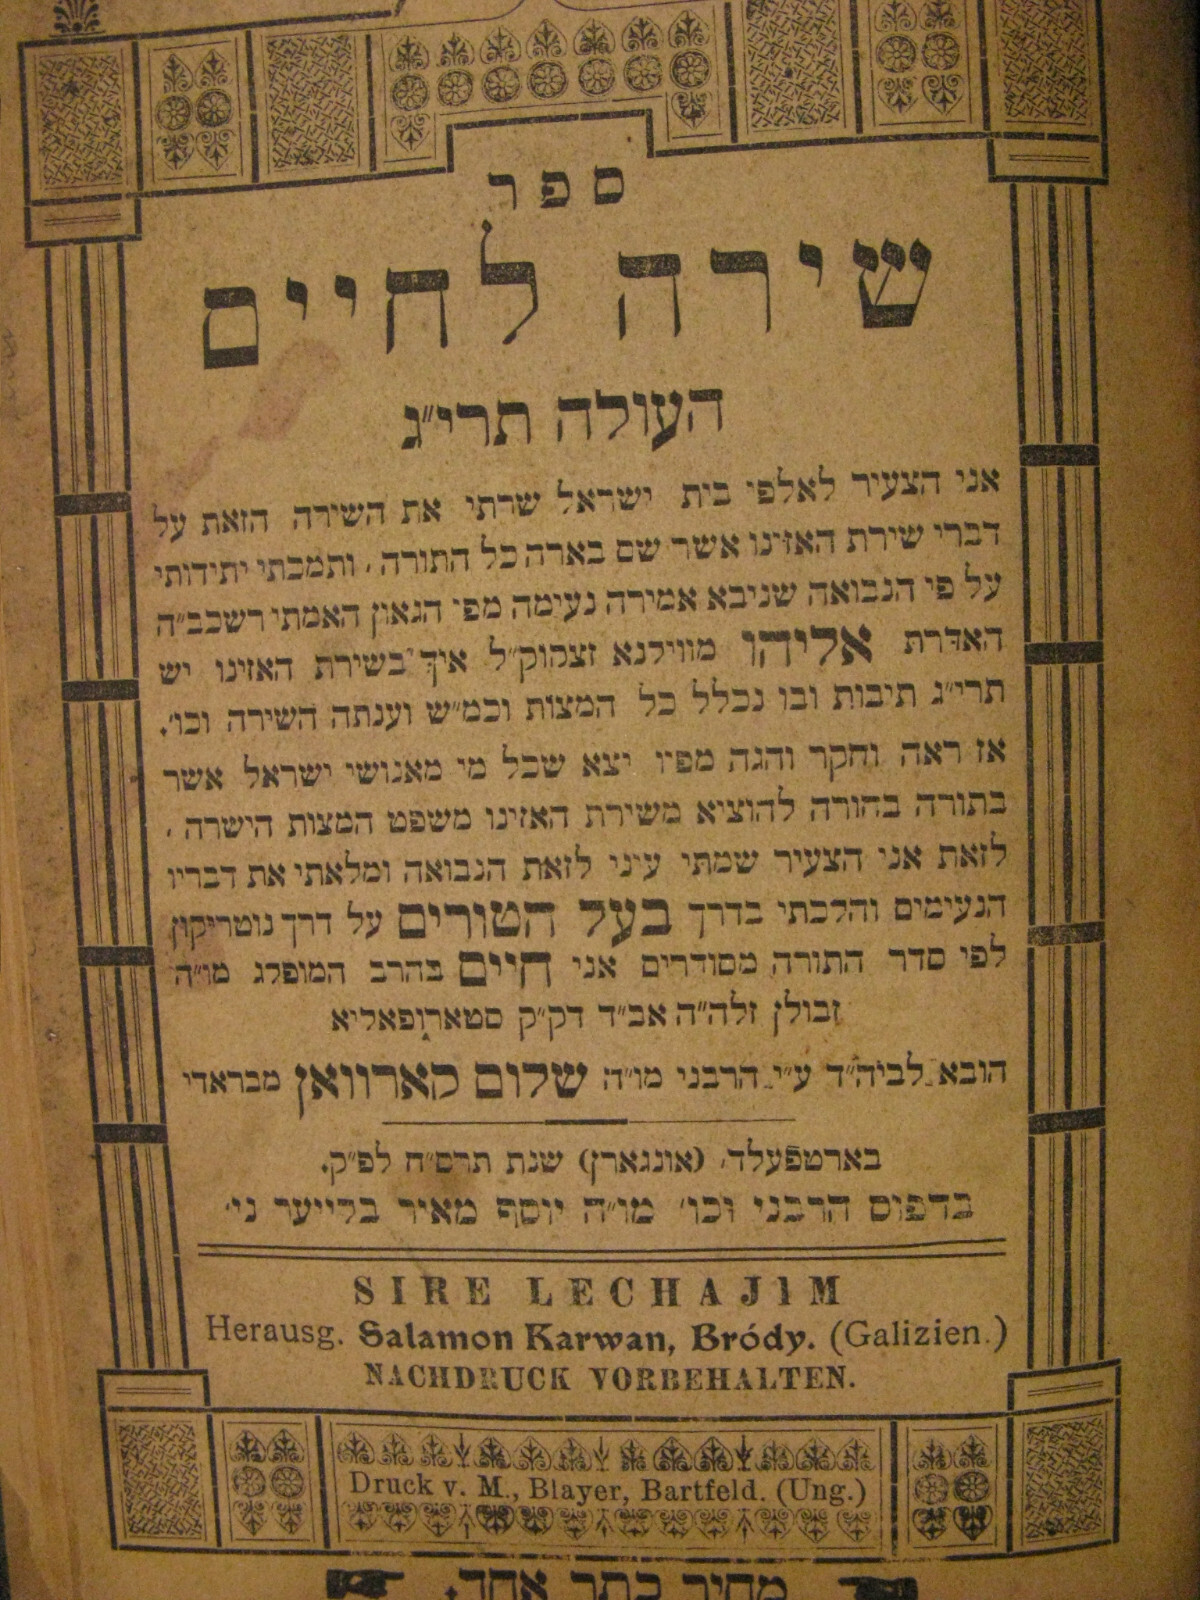 ספר
שירה לחיים
העולה תרי״ג
אני הצעיר לאלפי בית ישראל שרתי את השירה הזאת על
דברי שירת האזינו אשר שם בארה כל התורה, ותמכתי יתידותי
על פי הנבואה שניבא אמירה נעימה מפי הגאון האמתי רשכב״ה
האדרת אליהו מווילנא זצקוק״ל איך בשירת האזינו יש
תרי״ג תיבות ובו נכלל כל המצות וכמ״ש וענתה השירה וכו׳.
אז ראה וחקר והגה מפיו יצא שכל מי מאנושי ישראל אשר
בתורה בחורה להוציא משירת האזינו משפט המצות הישרה,
לזאת אני הצעיר שמתי עיני לזאת הנבואה ומלאתי את דבריו
הנעימים והלכתי בדרך בעל הטורים על דרך נוטריקון
לפי סדר התורה מסודרים אני חיים בהרב המופלג מו״ה
זבולן זלה״ה אב״ד דק״ק סטארופאליא
הובא לביה״ד ע״י הרבני מו״ה שלום קארוואן מבראדי
בארטפעלד, (אונגארן) שנת תרס״ח לפ״ק.
בדפוס הרבני וכו׳ מו״ה יוסף מאיר בלייער ני׳
SIRE LECHAJIM
Herausg. Salamon Karwan, Bródy. (Galizien.)
NACHDRUCK VORBEHALTEN.
Druck v. M., Blayer, Bartfeld. (Ung.)
מחיר כתר אחד.